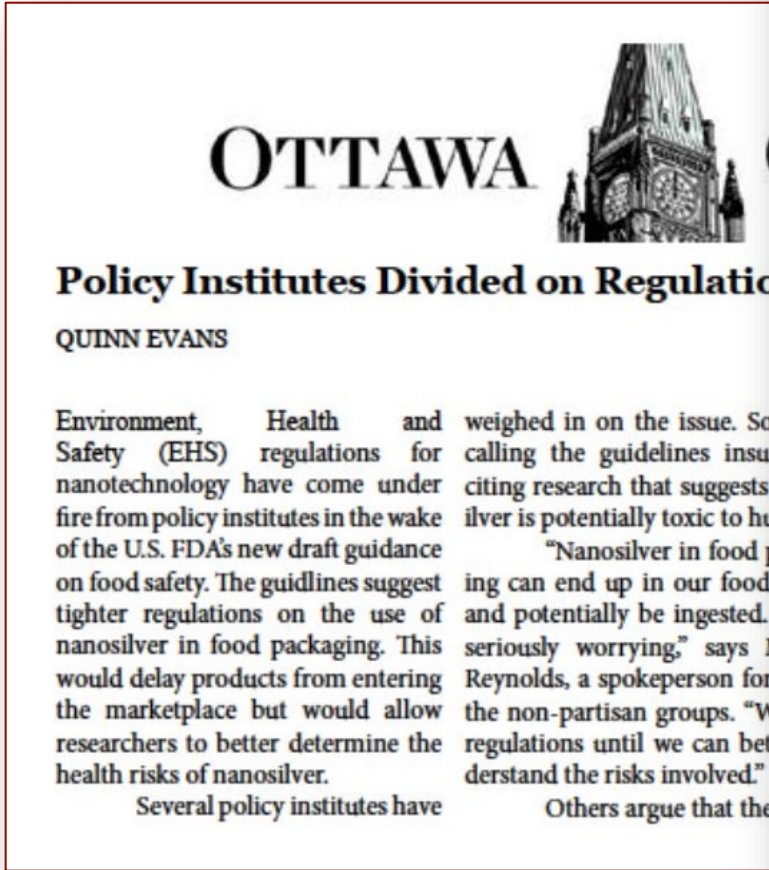 OTTAWA
Policy Institutes Divided on
QUINN EVANS
Environment, Health and
Safety (EHS) regulations for
nanotechnology have come under
fire from policy institutes in the wake
of the U.S. FDA's new draft guidance
on food safety. The guidlines suggest
tighter regulations on the use of
nanosilver in food packaging. This
would delay products from entering
the marketplace but would allow
researchers to better determine the
health risks of nanosilver.
Several policy institutes have
weighed in on the issue.
calling the guidelines
citing research that suggests
ilver is potentially toxic to
"Nanosilver in food
ing can end up in our food
and potentially be ingested.
seriously worrying," says
Reynolds, a spokeperson for
the non-partisan groups.
regulations until we can
derstand the risks involved."
Others argue that the